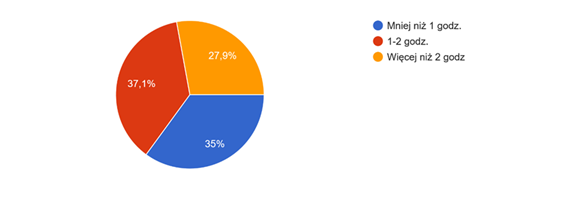 Mniej niż 1 godz.
1-2 godz.
Więcej niż 2 godz
27,9%
37,1%
35%